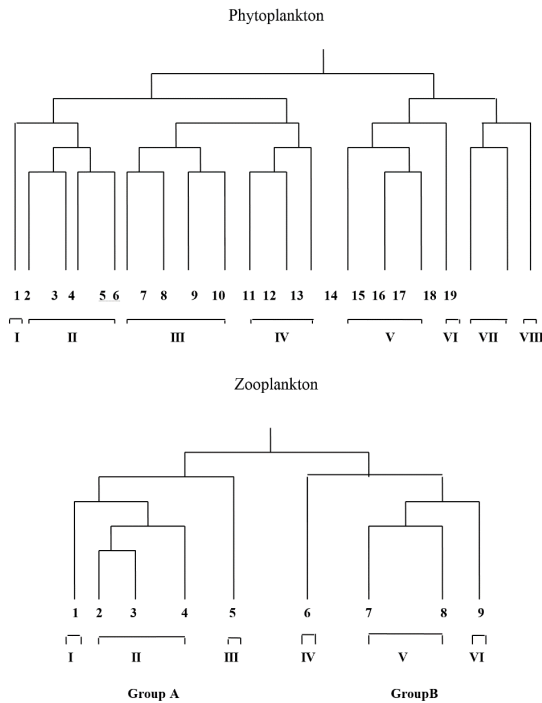 Phytoplankton
1 2 3 4 5 6 7 8 9 10 11 12 13 14 15 16 17 18 19
I II III IV V VI VII VIII
Zooplankton
1 2 3 4 5 6 7 8 9
I II III IV V VI
Group A GroupB